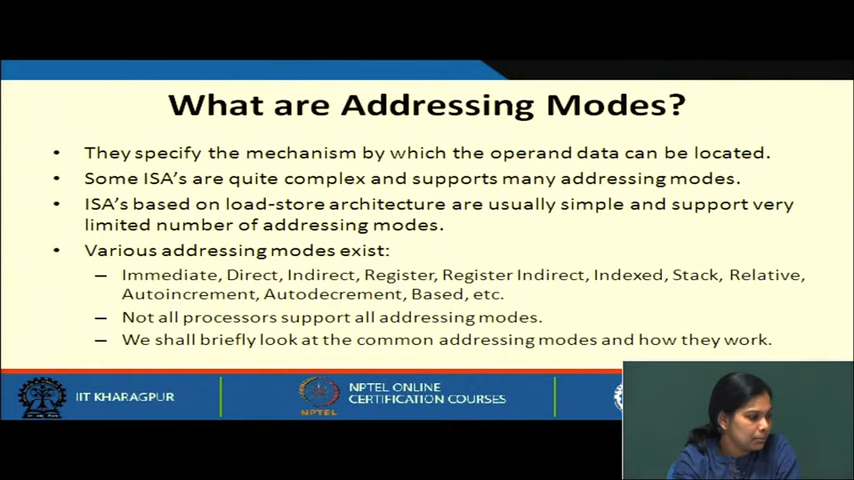 What are Addressing Modes?
• They specify the mechanism by which the operand data can be located.
• Some ISA's are quite complex and supports many addressing modes.
• ISA's based on load-store architecture are usually simple and support very
limited number of addressing modes.
• Various addressing modes exist:
– Immediate, Direct, Indirect, Register, Register Indirect, Indexed, Stack, Relative,
Autoincrement, Autodecrement, Based, etc.
– Not all processors support all addressing modes.
– We shall briefly look at the common addressing modes and how they work.
IIT KHARAGPUR
NPTEL
NPTEL ONLINE
CERTIFICATION COURSES